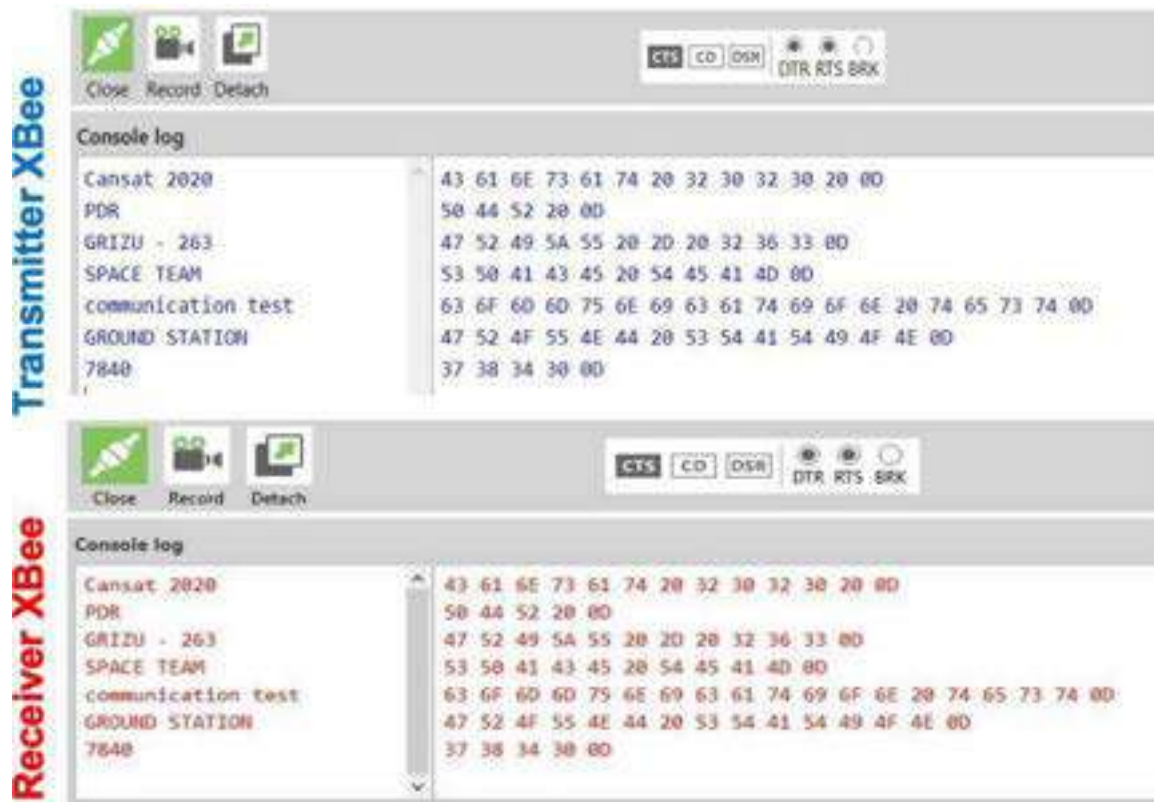 Transmitter XBee
Close Record Detach
CTS CD DSR DTR RTS BRK
Console log
Cansat 2020 43 61 6E 73 61 74 20 32 30 32 30 20 0D
PDR 50 44 52 20 0D
GRIZU - 263 47 52 49 5A 55 20 2D 20 32 36 33 0D
SPACE TEAM 53 50 41 43 45 20 54 45 41 4D 0D
communication test 63 6F 6D 6D 75 6E 69 63 61 74 69 6F 6E 20 74 65 73 74 0D
GROUND STATION 47 52 4F 55 4E 44 20 53 54 41 54 49 4F 4E 0D
7840 37 38 34 30 0D
Receiver XBee
Close Record Detach
CTS CD DSR DTR RTS BRK
Console log
Cansat 2020 43 61 6E 73 61 74 20 32 30 32 30 20 0D
PDR 50 44 52 20 0D
GRIZU - 263 47 52 49 5A 55 20 2D 20 32 36 33 0D
SPACE TEAM 53 50 41 43 45 20 54 45 41 4D 0D
communication test 63 6F 6D 6D 75 6E 69 63 61 74 69 6F 6E 20 74 65 73 74 0D
GROUND STATION 47 52 4F 55 4E 44 20 53 54 41 54 49 4F 4E 0D
7840 37 38 34 30 0D